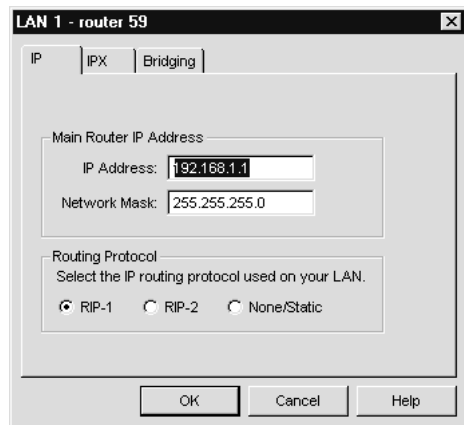 LAN 1 - router 59
IP IPX Bridging
Main Router IP Address
IP Address: 192.168.1.1
Network Mask: 255.255.255.0
Routing Protocol
Select the IP routing protocol used on your LAN.
RIP-1 RIP-2 None/Static
OK Cancel Help